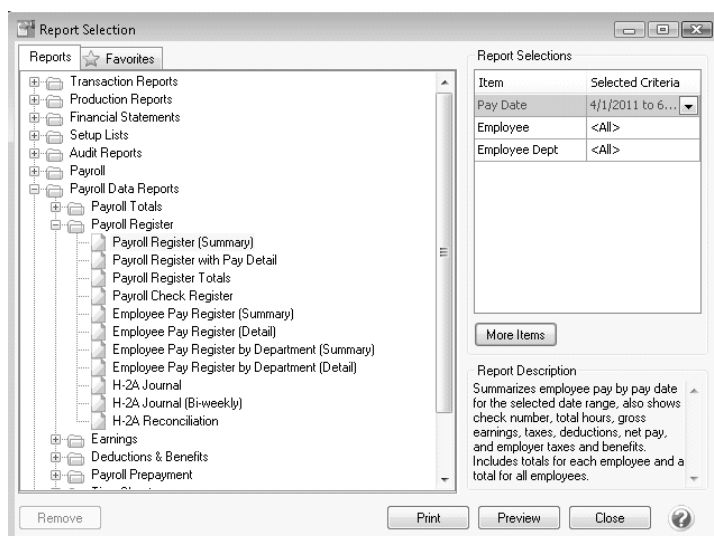 Report Selection
Reports
Favorites
Transaction Reports
Production Reports
Financial Statements
Setup Lists
Audit Reports
Payroll
Payroll Data Reports
Payroll Totals
Payroll Register
Payroll Register (Summary)
Payroll Register with Pay Detail
Payroll Register Totals
Payroll Check Register
Employee Pay Register (Summary)
Employee Pay Register (Detail)
Employee Pay Register by Department (Summary)
Employee Pay Register by Department (Detail)
H-2A Journal
H-2A Journal (Bi-weekly)
H-2A Reconciliation
Earnings
Deductions & Benefits
Payroll Prepayment
Report Selections
Item Selected Criteria
Pay Date 4/1/2011 to 6...
Employee <All>
Employee Dept <All>
More Items
Report Description
Summarizes employee pay by pay date
for the selected date range, also shows
check number, total hours, gross
earnings, taxes, deductions, net pay,
and employer taxes and benefits.
Includes totals for each employee and a
total for all employees.
Remove
Print
Preview
Close
?